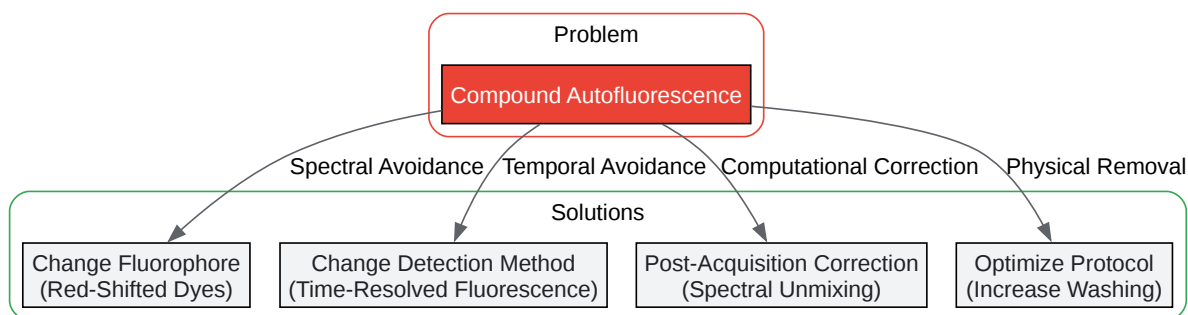 Problem
Compound Autofluorescence
Spectral Avoidance
Temporal Avoidance
Computational Correction
Physical Removal
Solutions
Change Fluorophore
(Red-Shifted Dyes)
Change Detection Method
(Time-Resolved Fluorescence)
Post-Acquisition Correction
(Spectral Unmixing)
Optimize Protocol
(Increase Washing)